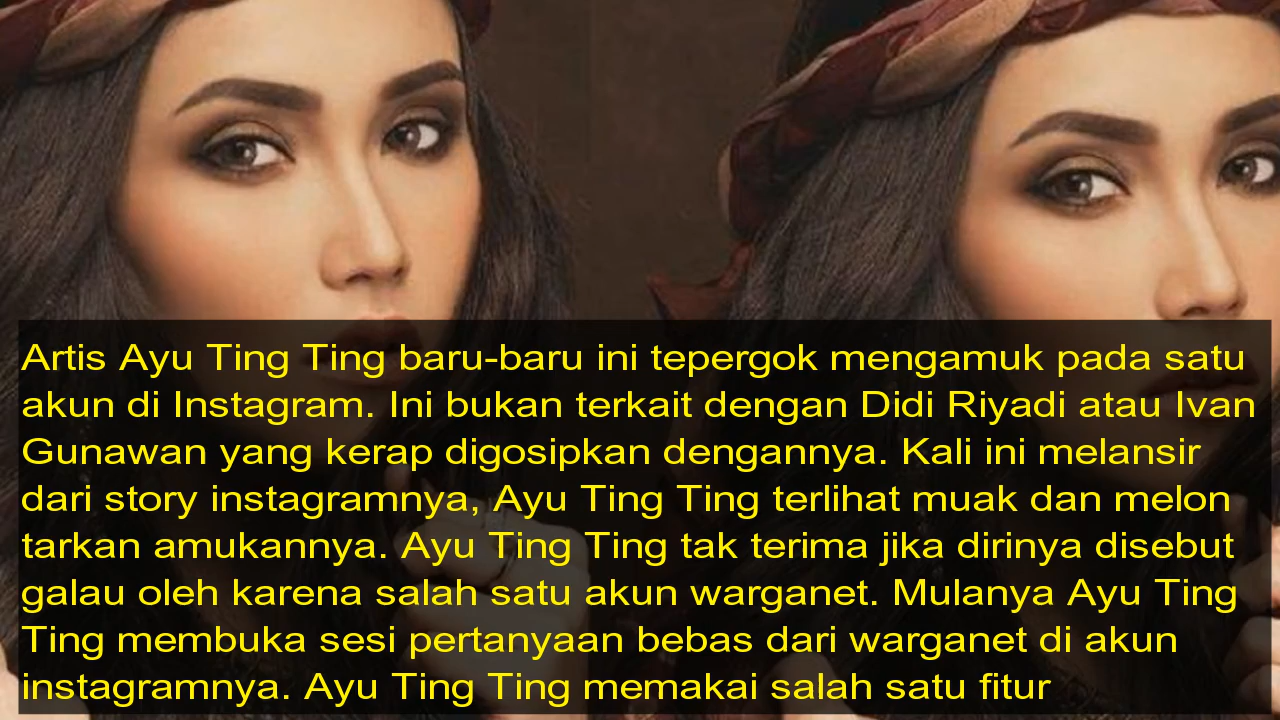 Artis Ayu Ting Ting baru-baru ini tepergok mengamuk pada satu
akun di Instagram. Ini bukan terkait dengan Didi Riyadi atau Ivan
Gunawan yang kerap digosipkan dengannya. Kali ini melansir
dari story instagramnya, Ayu Ting Ting terlihat muak dan melon
tarkan amukannya. Ayu Ting Ting tak terima jika dirinya disebut
galau oleh karena salah satu akun warganet. Mulanya Ayu Ting
Ting membuka sesi pertanyaan bebas dari warganet di akun
instagramnya. Ayu Ting Ting memakai salah satu fitur